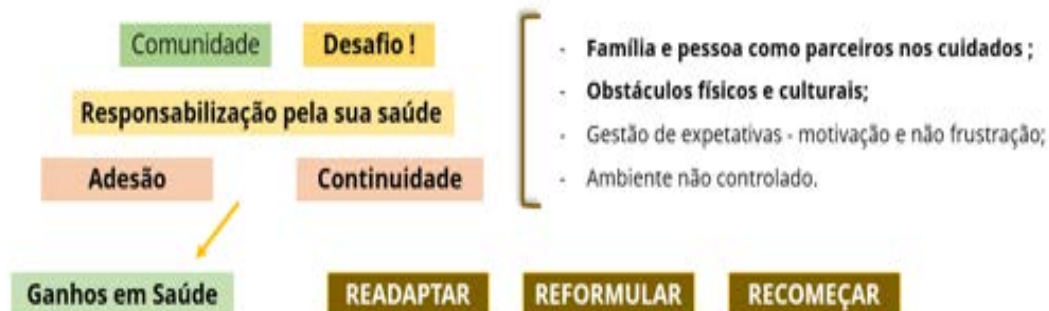 Comunidade
Desafio !
Responsabilização pela sua saúde
Adesão
Continuidade
Ganhos em Saúde
- Família e pessoa como parceiros nos cuidados ;
- Obstáculos físicos e culturais;
- Gestão de expetativas - motivação e não frustração;
- Ambiente não controlado.
READAPTAR
REFORMULAR
RECOMEÇAR